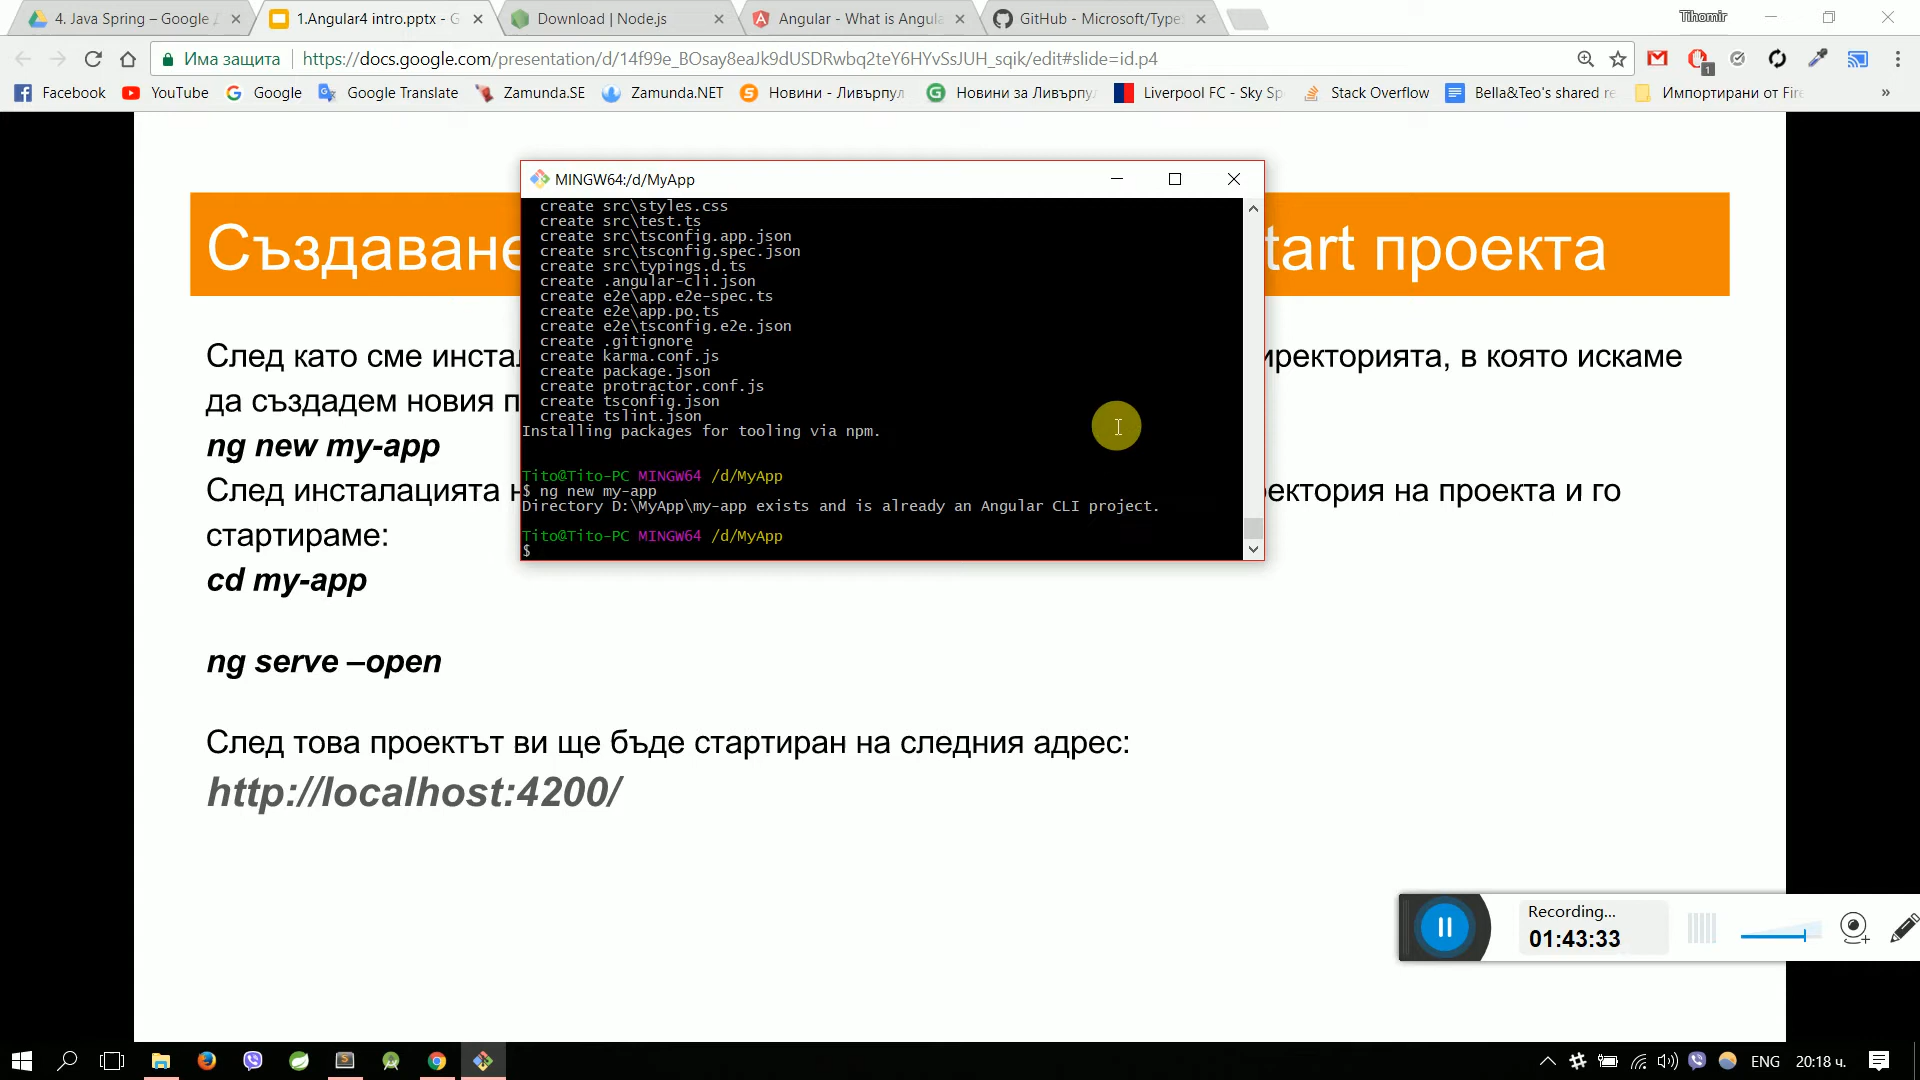 4. Java Spring – Google
1.Angular4 intro.pptx - G
Download | Node.js
Angular - What is Angula
GitHub - Microsoft/Type
Tihomir
Има защита
https://docs.google.com/presentation/d/14f99e_BOsay8eaJk9dUSDRwbq2teY6HYvSsJUH_sqik/edit#slide=id.p4
1
Facebook
YouTube
Google
Google Translate
Zamunda.SE
Zamunda.NET
Новини - Ливърпул
Новини за Ливърпу
Liverpool FC - Sky Sp
Stack Overflow
Bella&Teo's shared re
Импортирани от Fire
»
MINGW64:/d/MyApp
Създаване
tart проекта
create src\styles.css
create src\test.ts
create src\tsconfig.app.json
create src\tsconfig.spec.json
create src\typings.d.ts
create .angular-cli.json
create e2e\app.e2e-spec.ts
create e2e\app.po.ts
create e2e\tsconfig.e2e.json
create .gitignore
create karma.conf.js
create package.json
create protractor.conf.js
create tsconfig.json
create tslint.json
Installing packages for tooling via npm.
Tito@Tito-PC MINGW64 /d/MyApp
$ ng new my-app
Directory D:\MyApp\my-app exists and is already an Angular CLI project.
Tito@Tito-PC MINGW64 /d/MyApp
$
След като сме инстал
иректорията, в която искаме
да създадем новия п
ng new my-app
След инсталацията н
ектория на проекта и го
стартираме:
cd my-app
ng serve –open
След това проектът ви ще бъде стартиран на следния адрес:
http://localhost:4200/
Recording...
01:43:33
ENG
20:18 ч.